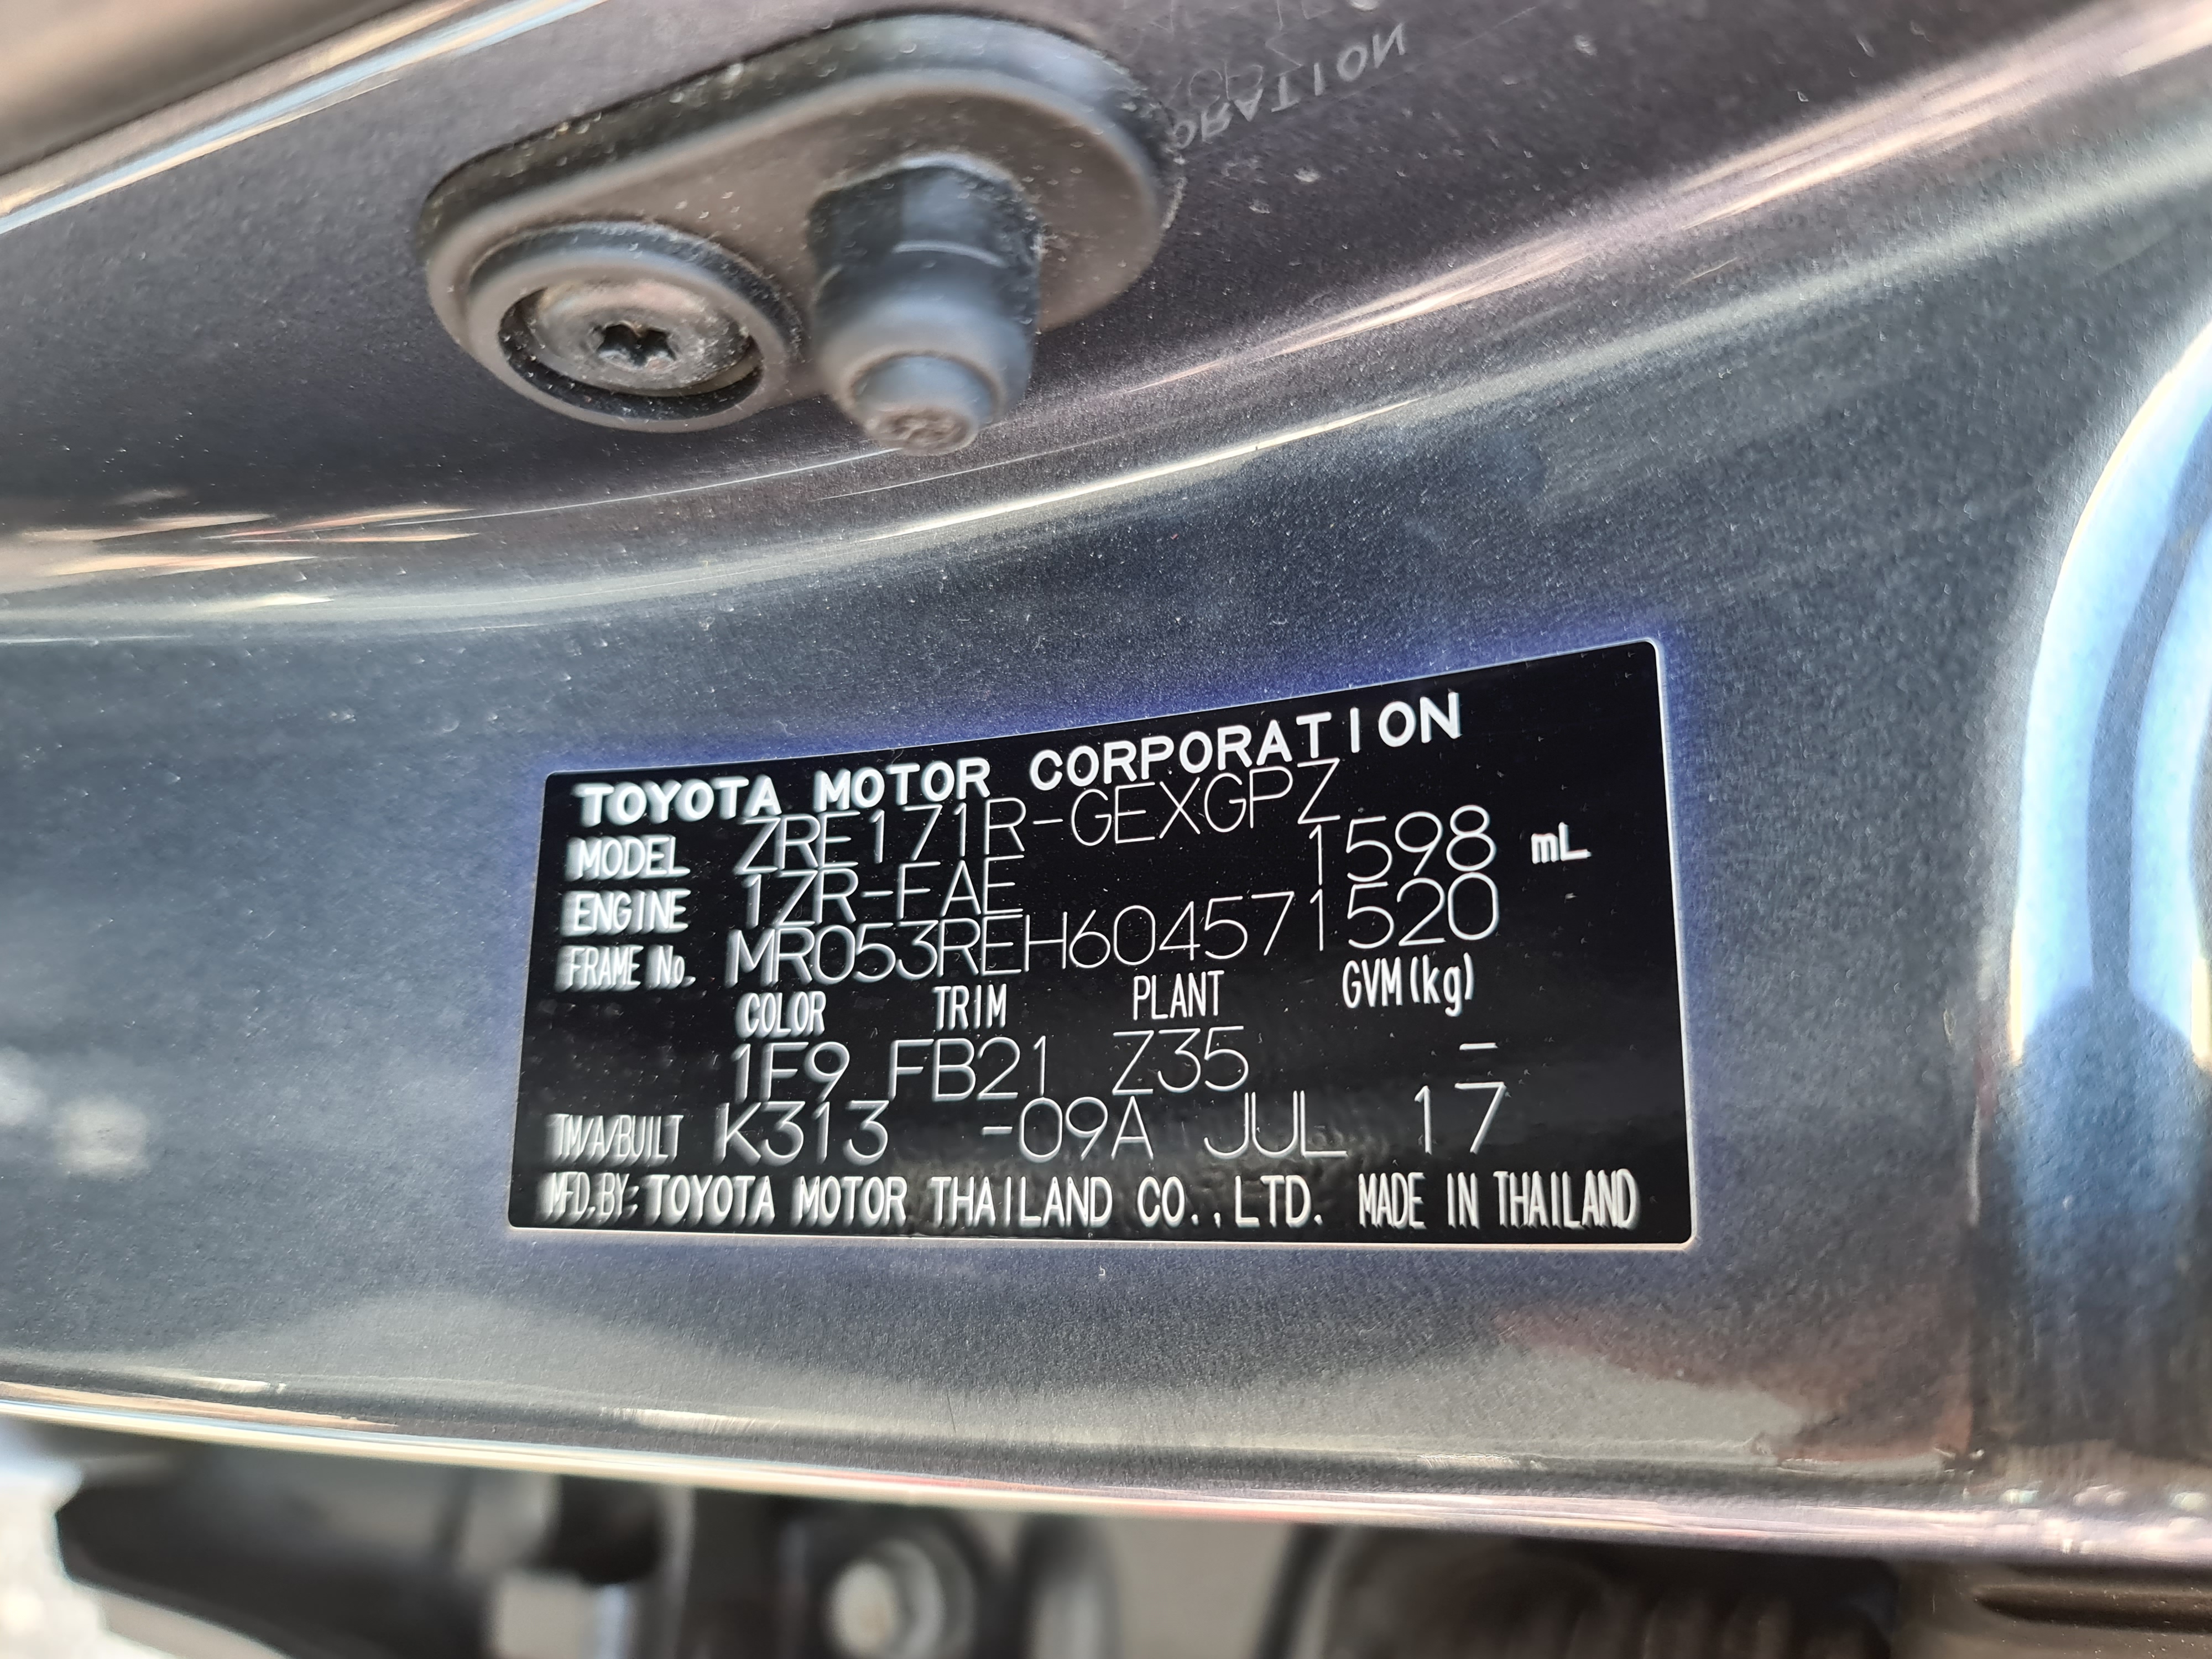 TOYOTA MOTOR CORPORATION
MODEL ZRE171R-GEXGPZ
ENGINE 1ZR-FAE 1598 mL
FRAME No. MR053REH604571520
COLOR TRIM PLANT GVM(kg)
1F9 FB21 Z35 -
TM/A/BUILT K313 -09A JUL 17
MFD.BY: TOYOTA MOTOR THAILAND CO.,LTD. MADE IN THAILAND